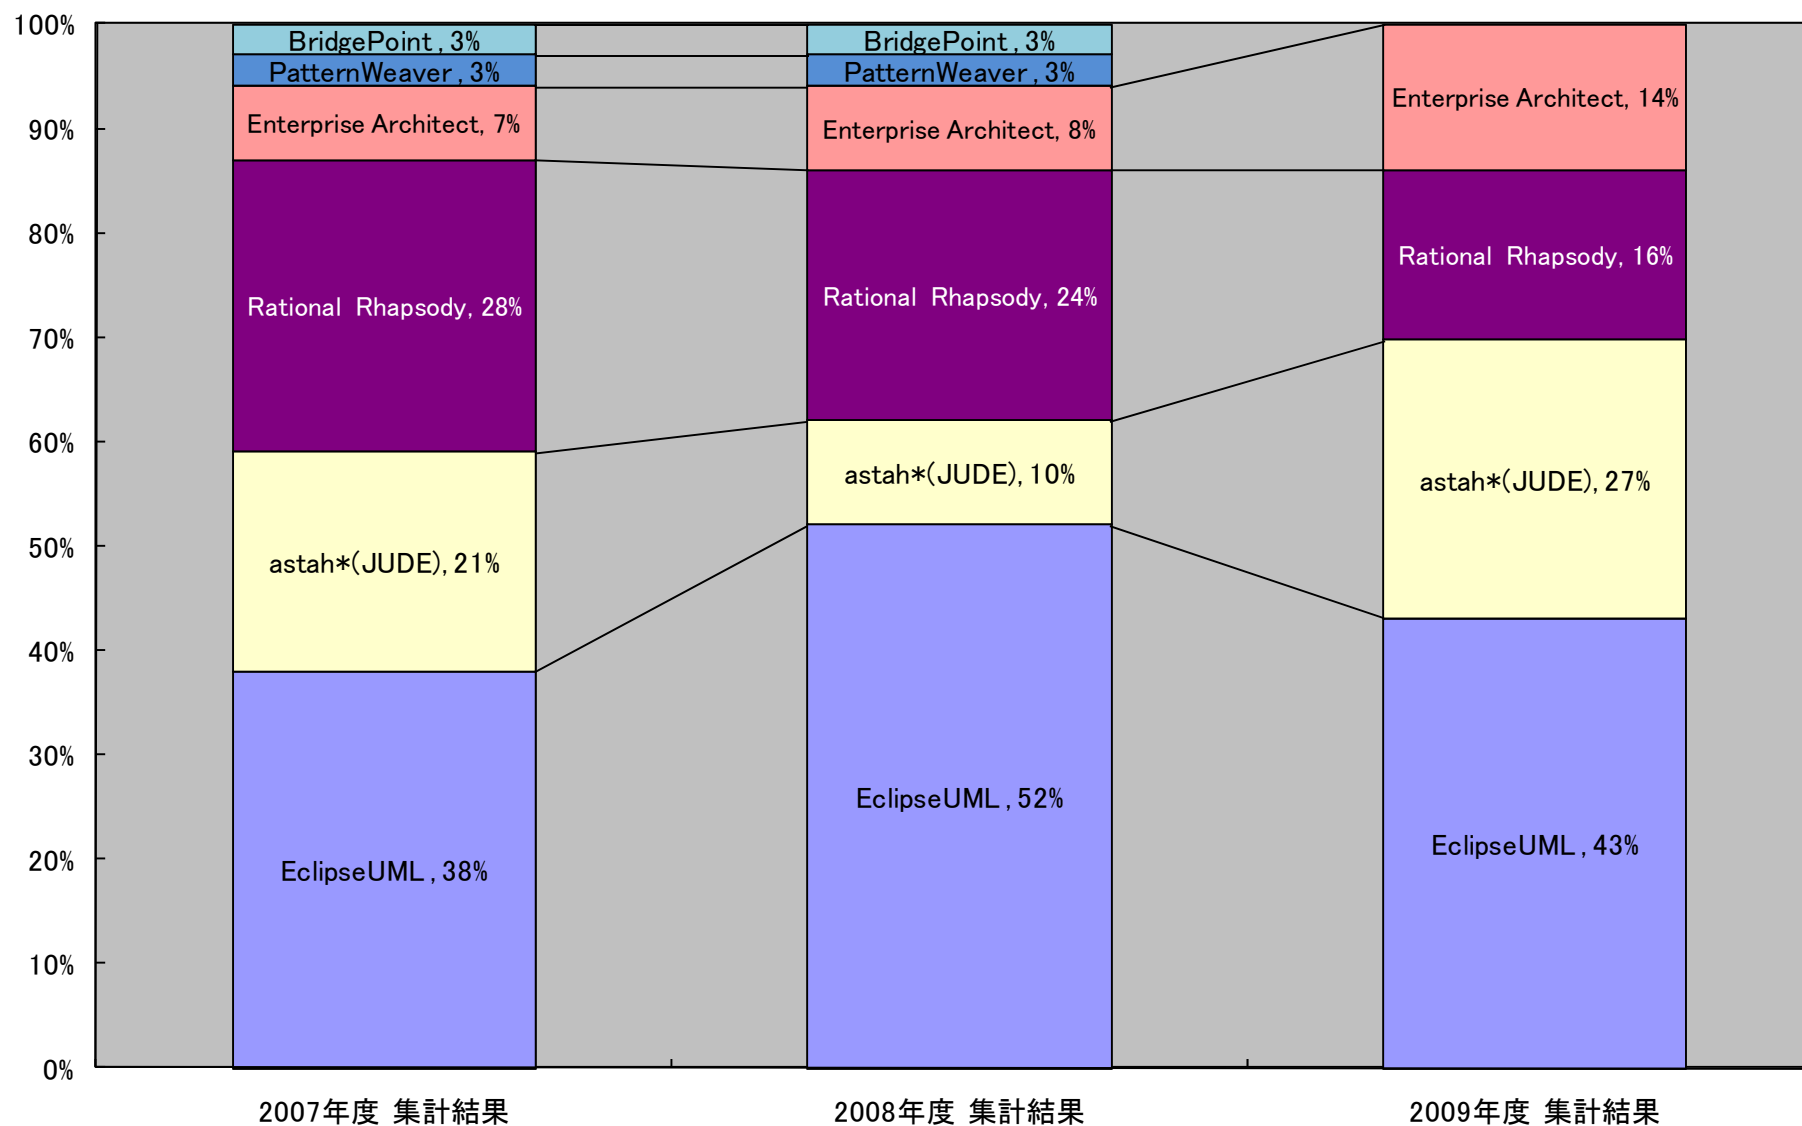 100%
90%
80%
70%
60%
50%
40%
30%
20%
10%
0%
BridgePoint , 3%
PatternWeaver , 3%
Enterprise Architect, 7%
Rational Rhapsody, 28%
astah*(JUDE), 21%
EclipseUML , 38%
BridgePoint , 3%
PatternWeaver , 3%
Enterprise Architect, 8%
Rational Rhapsody, 24%
astah*(JUDE), 10%
EclipseUML , 52%
Enterprise Architect, 14%
Rational Rhapsody, 16%
astah*(JUDE), 27%
EclipseUML , 43%
2007年度 集計結果
2008年度 集計結果
2009年度 集計結果